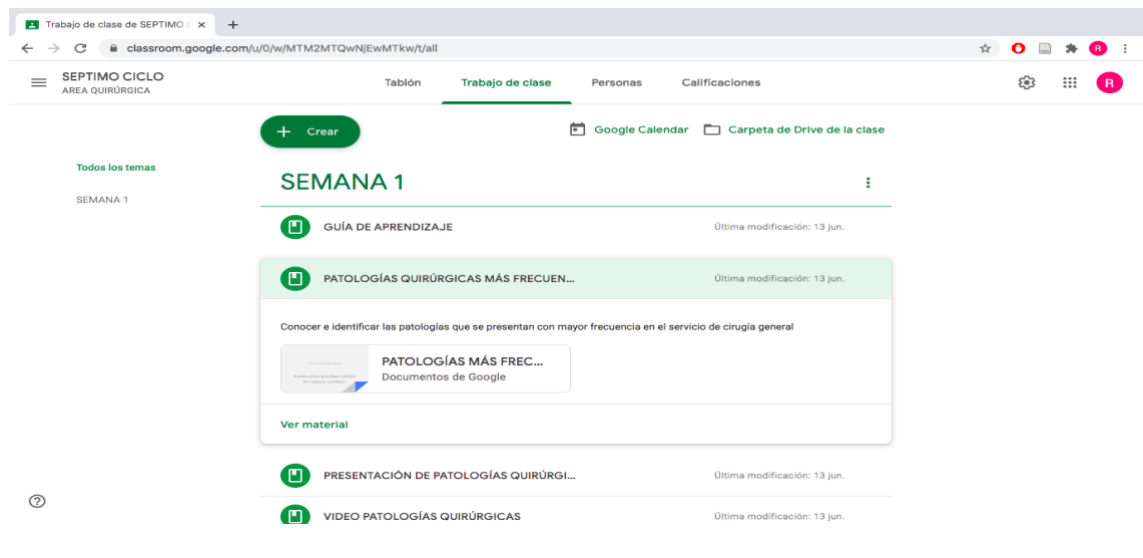 Trabajo de clase de SEPTIMO C
classroom.google.com/u/0/w/MTM2MTQwNjEwMTkw/t/all
R
SEPTIMO CICLO
AREA QUIRÚRGICA
Tablón Trabajo de clase Personas Calificaciones
R
Crear
Google Calendar Carpeta de Drive de la clase
Todos los temas
SEMANA 1
SEMANA 1
GUÍA DE APRENDIZAJE Última modificación: 13 jun.
PATOLOGÍAS QUIRÚRGICAS MÁS FRECUEN... Última modificación: 13 jun.
Conocer e identificar las patologías que se presentan con mayor frecuencia en el servicio de cirugía general
PATOLOGÍAS MÁS FREC...
Documentos de Google
Ver material
PRESENTACIÓN DE PATOLOGÍAS QUIRÚRGI... Última modificación: 13 jun.
VIDEO PATOLOGÍAS QUIRÚRGICAS Última modificación: 13 jun.